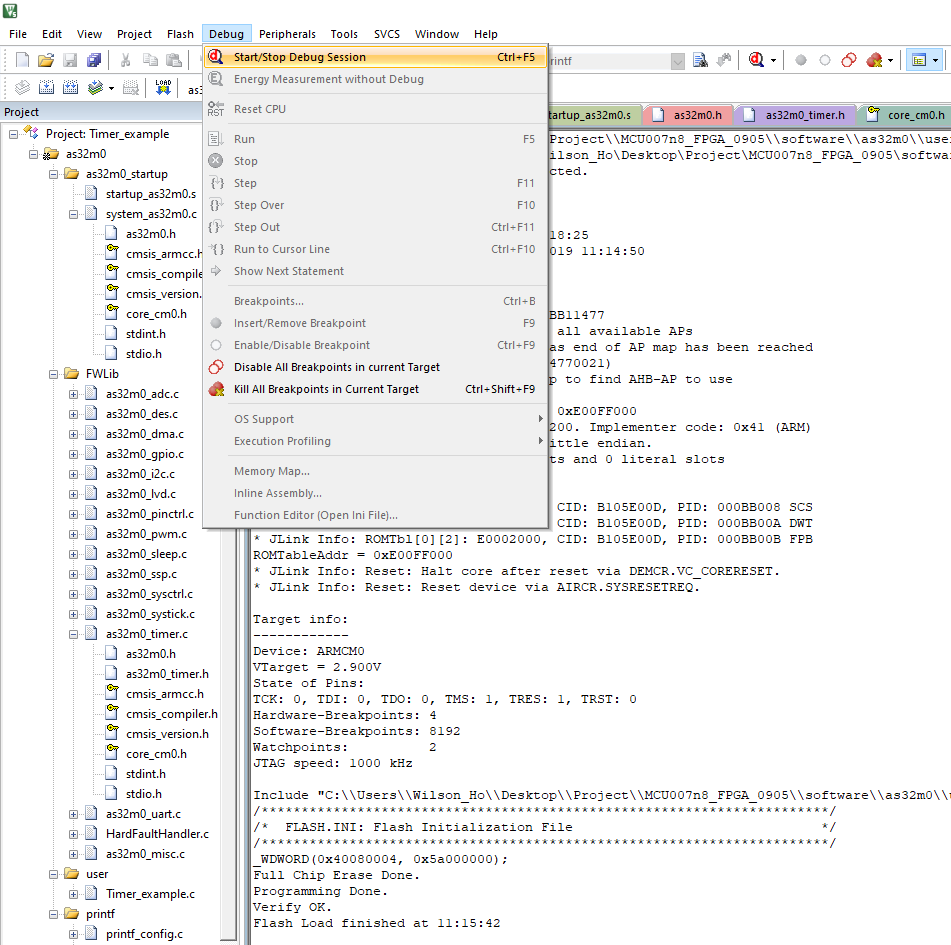 File Edit View Project Flash Debug Peripherals Tools SVCS Window Help
Start/Stop Debug Session Ctrl+F5
Energy Measurement without Debug
Reset CPU
Run F5
Stop
Step F11
Step Over F10
Step Out Ctrl+F11
Run to Cursor Line Ctrl+F10
Show Next Statement
Breakpoints... Ctrl+B
Insert/Remove Breakpoint F9
Enable/Disable Breakpoint Ctrl+F9
Disable All Breakpoints in current Target
Kill All Breakpoints in Current Target Ctrl+Shift+F9
OS Support
Execution Profiling
Memory Map...
Inline Assembly...
Function Editor (Open Ini File)...
rintf
LOAD
as3
RST
Project
Project: Timer_example
as32m0
as32m0_startup
startup_as32m0.s
system_as32m0.c
as32m0.h
cmsis_armcc.h
cmsis_compile
cmsis_version.
core_cm0.h
stdint.h
stdio.h
FWLib
as32m0_adc.c
as32m0_des.c
as32m0_dma.c
as32m0_gpio.c
as32m0_i2c.c
as32m0_lvd.c
as32m0_pinctrl.c
as32m0_pwm.c
as32m0_sleep.c
as32m0_ssp.c
as32m0_sysctrl.c
as32m0_systick.c
as32m0_timer.c
as32m0.h
as32m0_timer.h
cmsis_armcc.h
cmsis_compiler.h
cmsis_version.h
core_cm0.h
stdint.h
stdio.h
as32m0_uart.c
HardFaultHandler.c
as32m0_misc.c
user
Timer_example.c
printf
printf_config.c
tartup_as32m0.s as32m0.h as32m0_timer.h core_cm0.h
Project\\MCU007n8_FPGA_0905\\software\\as32m0\\use
ilson_Ho\Desktop\Project\MCU007n8_FPGA_0905\softwa
cted.
18:25
019 11:14:50
BB11477
all available APs
as end of AP map has been reached
4770021)
p to find AHB-AP to use
0xE00FF000
200. Implementer code: 0x41 (ARM)
ittle endian.
ts and 0 literal slots
CID: B105E00D, PID: 000BB008 SCS
CID: B105E00D, PID: 000BB00A DWT
* JLink Info: ROMTbl[0][2]: E0002000, CID: B105E00D, PID: 000BB00B FPB
ROMTableAddr = 0xE00FF000
* JLink Info: Reset: Halt core after reset via DEMCR.VC_CORERESET.
* JLink Info: Reset: Reset device via AIRCR.SYSRESETREQ.
Target info:
------------
Device: ARMCM0
VTarget = 2.900V
State of Pins:
TCK: 0, TDI: 0, TDO: 0, TMS: 1, TRES: 1, TRST: 0
Hardware-Breakpoints: 4
Software-Breakpoints: 8192
Watchpoints: 2
JTAG speed: 1000 kHz
Include "C:\\Users\\Wilson_Ho\\Desktop\\Project\\MCU007n8_FPGA_0905\\software\\as32m0\\u
/**********************************************************************/
/* FLASH.INI: Flash Initialization File */
/**********************************************************************/
_WDWORD(0x40080004, 0x5a000000);
Full Chip Erase Done.
Programming Done.
Verify OK.
Flash Load finished at 11:15:42